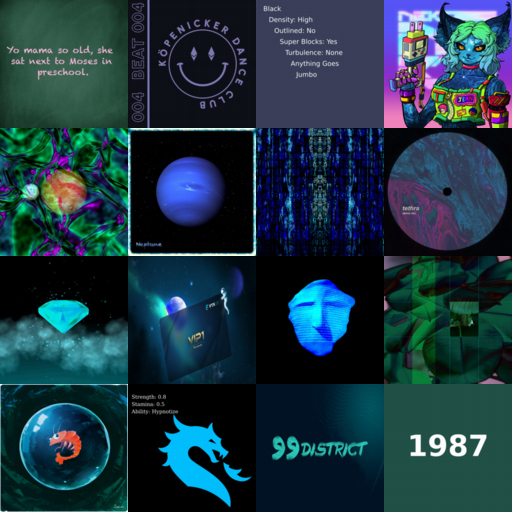 Yo mama so old, she
sat next to Moses in
preschool.
004 BEAT 004
KÖPENICKER DANCE CLUB
Black
Density: High
Outlined: No
Super Blocks: Yes
Turbulence: None
Anything Goes
Jumbo
Neptune
tethra
VIP1
Strength: 0.8
Stamina: 0.5
Ability: Hypnotize
99 DISTRICT
1987